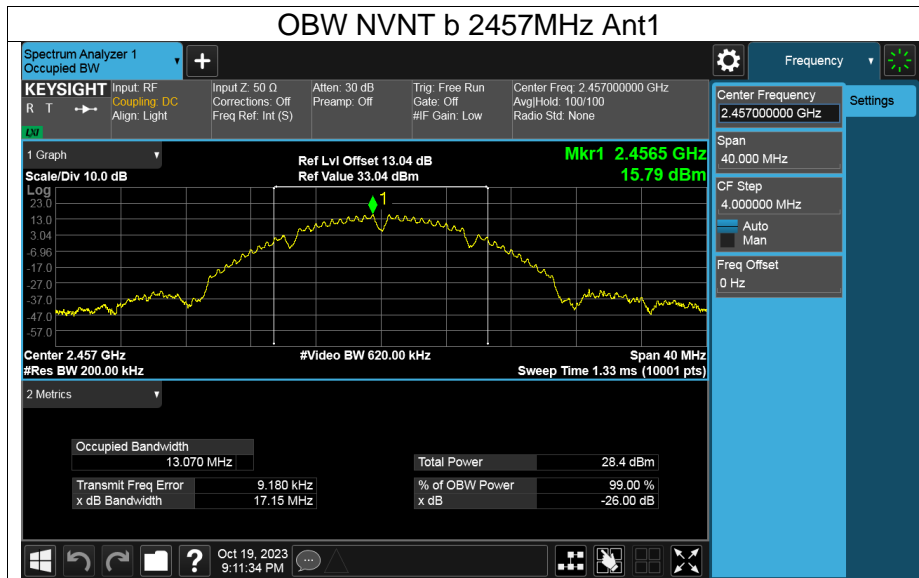 OBW NVNT b 2457MHz Ant1
Spectrum Analyzer 1
Occupied BW
+
Frequency
KEYSIGHT
R T
LXI
Input: RF
Coupling: DC
Align: Light
Input Z: 50 Ω
Corrections: Off
Freq Ref: Int (S)
Atten: 30 dB
Preamp: Off
Trig: Free Run
Gate: Off
#IF Gain: Low
Center Freq: 2.457000000 GHz
Avg|Hold: 100/100
Radio Std: None
Center Frequency
2.457000000 GHz
Settings
Span
40.000 MHz
CF Step
4.000000 MHz
Auto
Man
Freq Offset
0 Hz
1 Graph
Scale/Div 10.0 dB
Ref Lvl Offset 13.04 dB
Ref Value 33.04 dBm
Mkr1 2.4565 GHz
15.79 dBm
Log
23.0
13.0
3.04
-6.96
-17.0
-27.0
-37.0
-47.0
-57.0
1
Center 2.457 GHz
#Res BW 200.00 kHz
#Video BW 620.00 kHz
Span 40 MHz
Sweep Time 1.33 ms (10001 pts)
2 Metrics
Occupied Bandwidth
13.070 MHz
Total Power 28.4 dBm
Transmit Freq Error 9.180 kHz
% of OBW Power 99.00 %
x dB Bandwidth 17.15 MHz
x dB -26.00 dB
?
Oct 19, 2023
9:11:34 PM